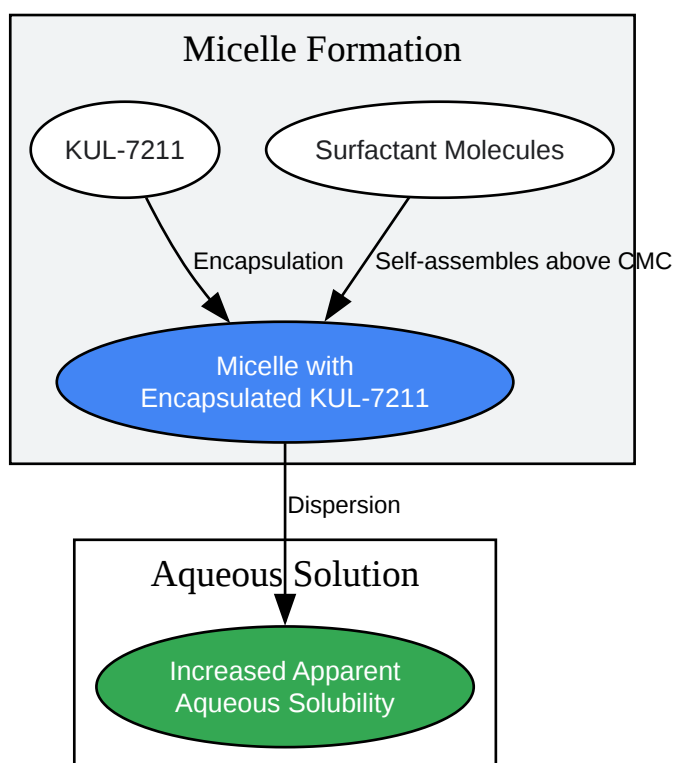 Micelle Formation
KUL-7211
Surfactant Molecules
Encapsulation
Self-assembles above CMC
Micelle with
Encapsulated KUL-7211
Dispersion
Aqueous Solution
Increased Apparent
Aqueous Solubility